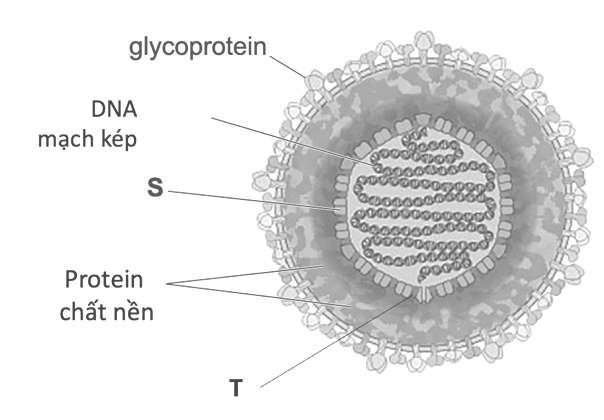 glycoprotein
DNA
mạch kép
S
Protein
chất nền
T